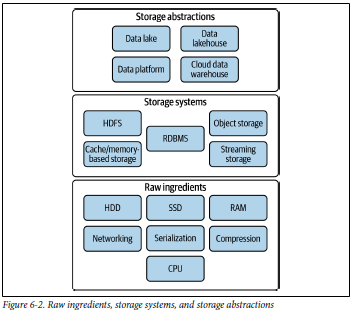 Storage abstractions
Data lake
Data
lakehouse
Data platform
Cloud data
warehouse
Storage systems
HDFS
Object storage
RDBMS
Cache/memory-
based storage
Streaming
storage
Raw ingredients
HDD
SSD
RAM
Networking
Serialization
Compression
CPU
Figure 6-2. Raw ingredients, storage systems, and storage abstractions